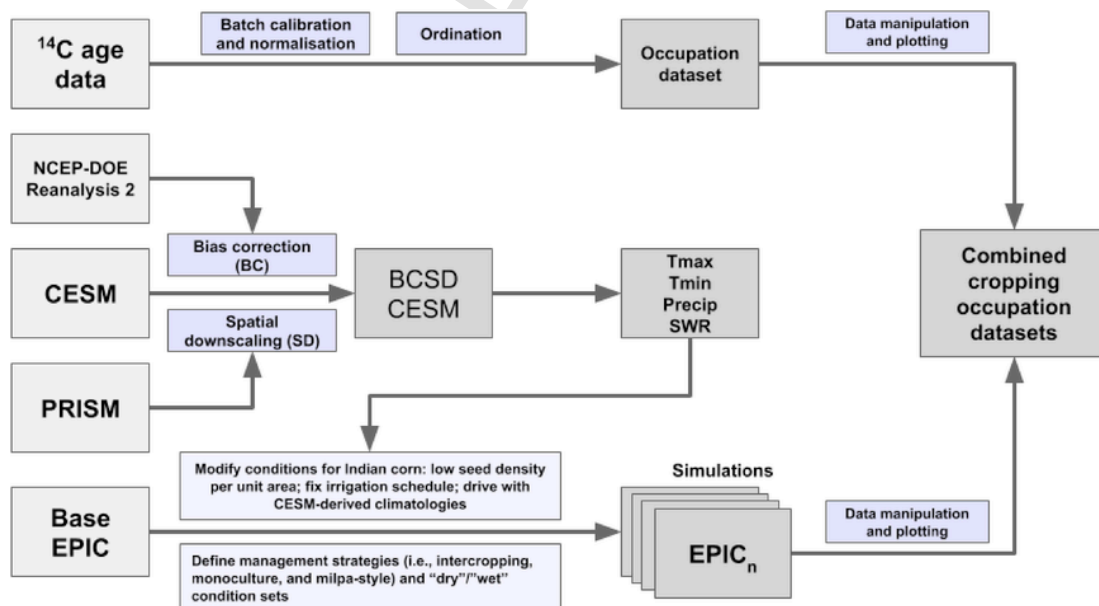 ¹⁴C age
data
Batch calibration
and normalisation
Ordination
Occupation
dataset
Data manipulation
and plotting
NCEP-DOE
Reanalysis 2
Bias correction
(BC)
CESM
BCSD
CESM
Tmax
Tmin
Precip
SWR
Combined
cropping
occupation
datasets
Spatial
downscaling (SD)
PRISM
Modify conditions for Indian corn: low seed density
per unit area; fix irrigation schedule; drive with
CESM-derived climatologies
Simulations
Base
EPIC
EPICₙ
Data manipulation
and plotting
Define management strategies (i.e., intercropping,
monoculture, and milpa-style) and “dry”/”wet”
condition sets